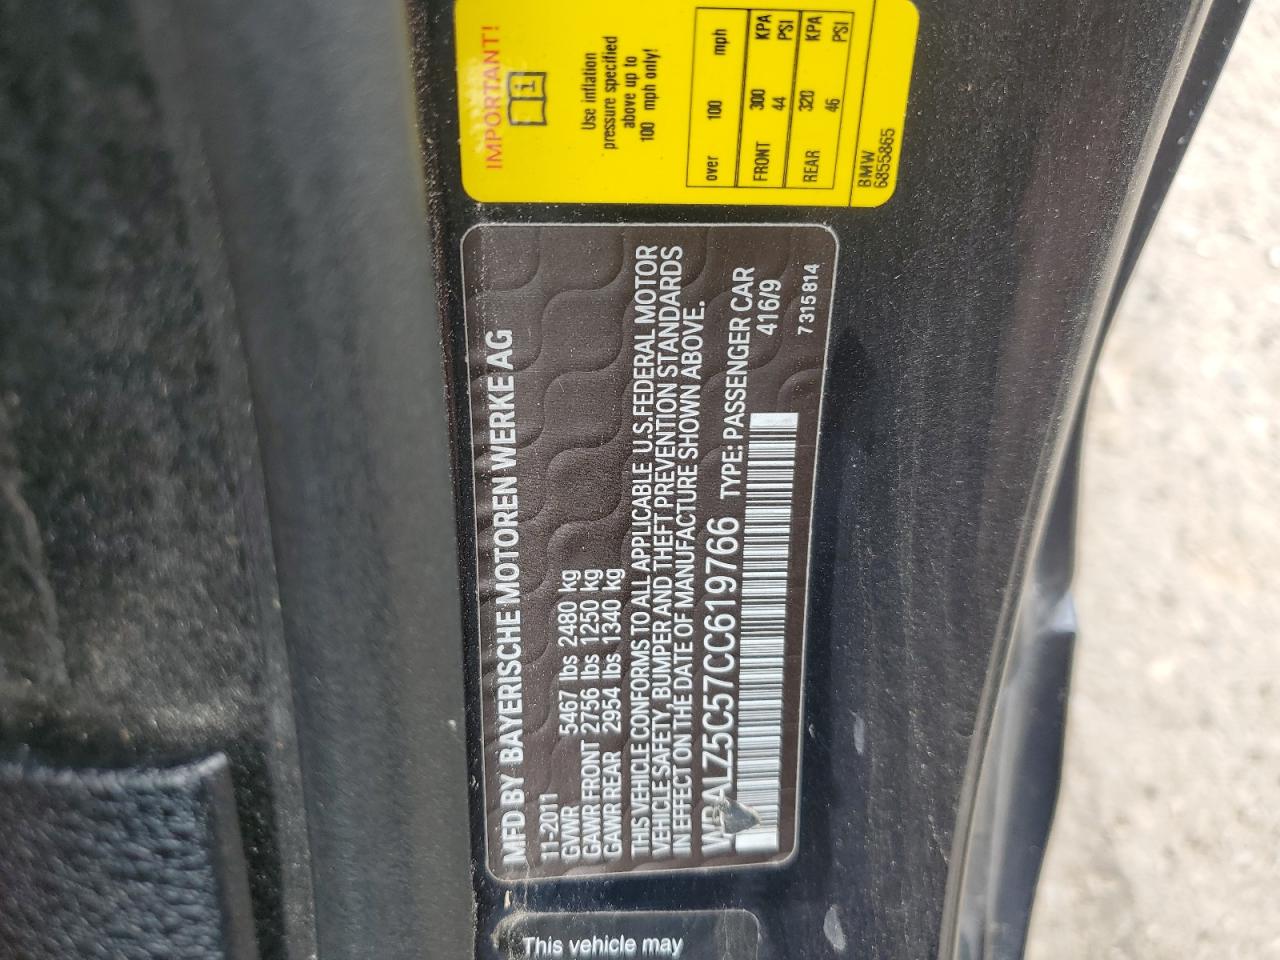 IMPORTANT!
i
Use inflation
pressure specified
above up to
100 mph only!
over 100 mph
FRONT 300 KPA
44 PSI
REAR 320 KPA
46 PSI
BMW
6855865
MFD BY BAYERISCHE MOTOREN WERKE AG
11-2011
GVWR 5467 lbs 2480 kg
GAWR FRONT 2756 lbs 1250 kg
GAWR REAR 2954 lbs 1340 kg
THIS VEHICLE CONFORMS TO ALL APPLICABLE U.S. FEDERAL MOTOR
VEHICLE SAFETY, BUMPER AND THEFT PREVENTION STANDARDS
IN EFFECT ON THE DATE OF MANUFACTURE SHOWN ABOVE.
WBALZ5C57CC619766 TYPE: PASSENGER CAR
416/9
7 315 814
This vehicle may